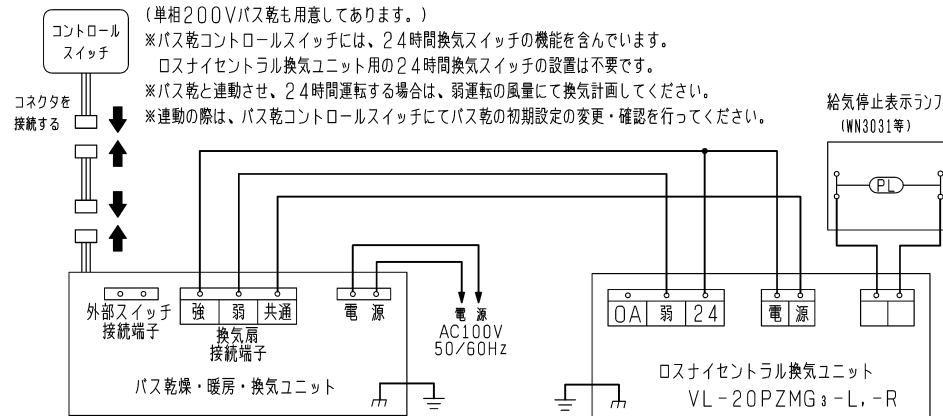 (単相200Vバス乾も用意してあります。)
※バス乾コントロールスイッチには、24時間換気スイッチの機能を含んでいます。
ロスナイセントラル換気ユニット用の24時間換気スイッチの設置は不要です。
※バス乾と連動させ、24時間運転する場合は、弱運転の風量にて換気計画してください。
※連動の際は、バス乾コントロールスイッチにてバス乾の初期設定の変更・確認を行ってください。
コントロール
スイッチ
コネクタを
接続する
給気停止表示ランプ
(WN3031等)
PL
外部スイッチ
接続端子
強 弱 共通
換気扇
接続端子
電 源
電 源
AC100V
50/60Hz
バス乾燥・暖房・換気ユニット
OA 弱 24
電 源
ロスナイセントラル換気ユニット
VL-20PZMG3-L,-R